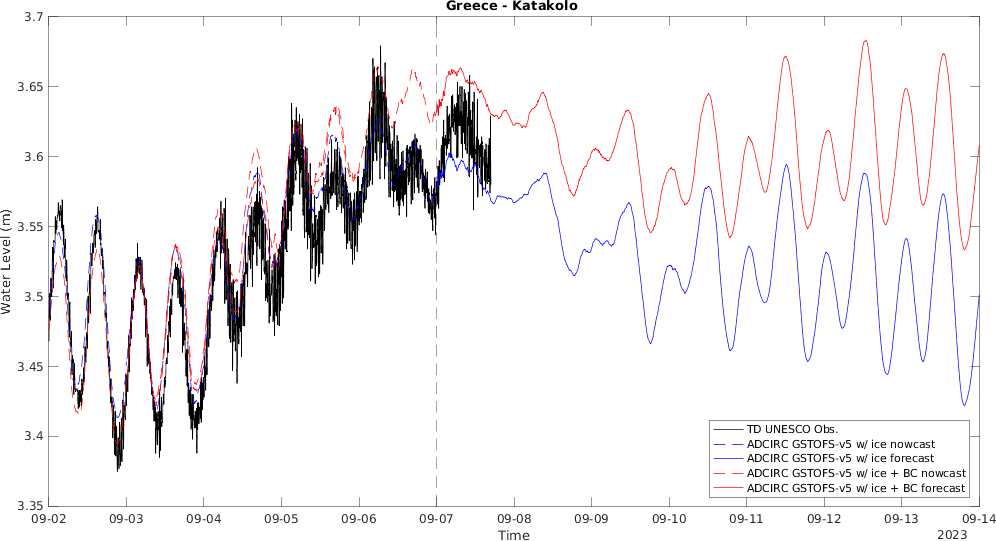 Greece - Katakolo
3.7
3.65
3.6
3.55
3.5
3.45
3.4
3.35
Water Level (m)
TD UNESCO Obs.
ADCIRC GSTOFS-v5 w/ ice nowcast
ADCIRC GSTOFS-v5 w/ ice forecast
ADCIRC GSTOFS-v5 w/ ice + BC nowcast
ADCIRC GSTOFS-v5 w/ ice + BC forecast
09-02 09-03 09-04 09-05 09-06 09-07 09-08 09-09 09-10 09-11 09-12 09-13 09-14
Time
2023